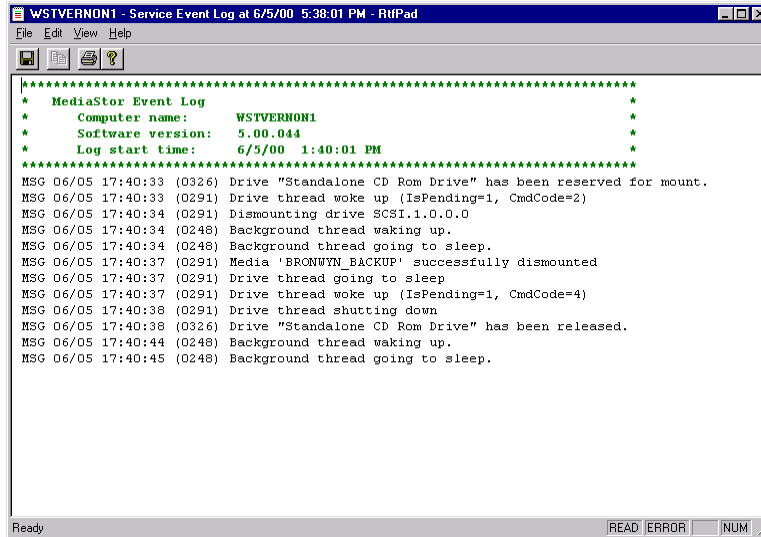 WSTVERNON1 - Service Event Log at 6/5/00 5:38:01 PM - RtfPad
File Edit View Help
*****************************************************************************
* MediaStor Event Log *
* Computer name: WSTVERNON1 *
* Software version: 5.00.044 *
* Log start time: 6/5/00 1:40:01 PM *
*****************************************************************************
MSG 06/05 17:40:33 (0326) Drive "Standalone CD Rom Drive" has been reserved for mount.
MSG 06/05 17:40:33 (0291) Drive thread woke up (IsPending=1, CmdCode=2)
MSG 06/05 17:40:34 (0291) Dismounting drive SCSI.1.0.0.0
MSG 06/05 17:40:34 (0248) Background thread waking up.
MSG 06/05 17:40:34 (0248) Background thread going to sleep.
MSG 06/05 17:40:37 (0291) Media 'BRONWYN_BACKUP' successfully dismounted
MSG 06/05 17:40:37 (0291) Drive thread going to sleep
MSG 06/05 17:40:37 (0291) Drive thread woke up (IsPending=1, CmdCode=4)
MSG 06/05 17:40:38 (0291) Drive thread shutting down
MSG 06/05 17:40:38 (0326) Drive "Standalone CD Rom Drive" has been released.
MSG 06/05 17:40:44 (0248) Background thread waking up.
MSG 06/05 17:40:45 (0248) Background thread going to sleep.
Ready READ ERROR NUM